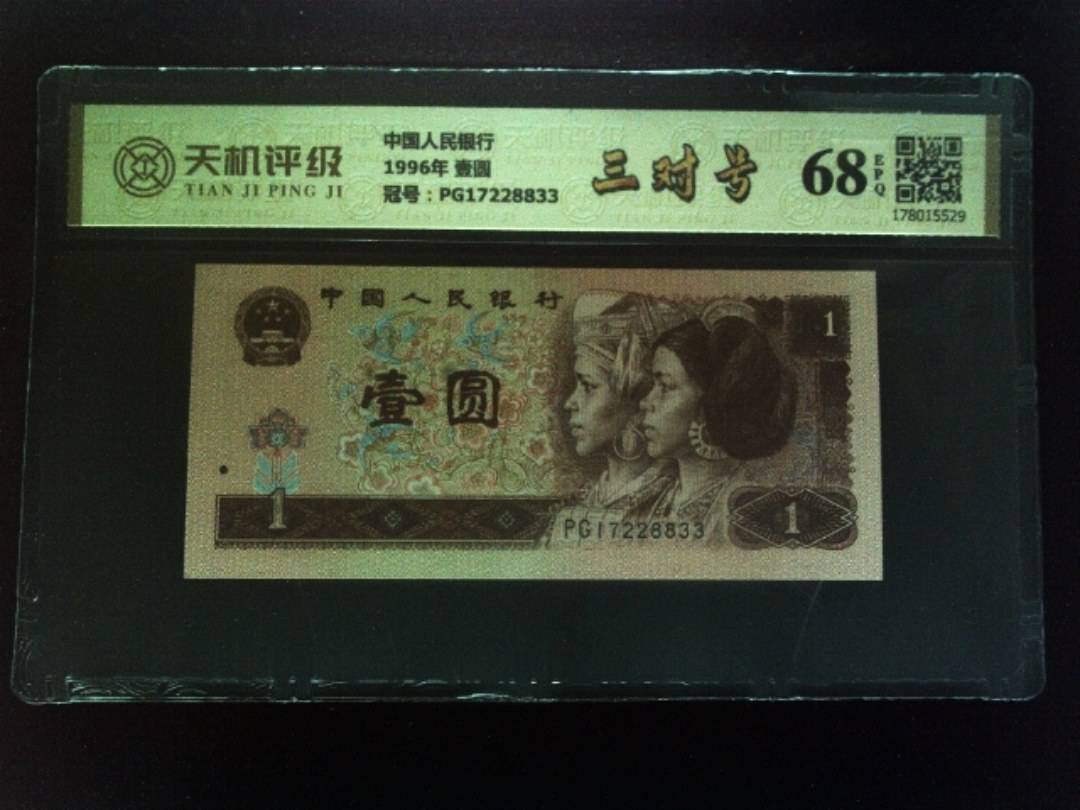 天机评级
TIAN JI PING JI
中国人民银行
1996年 壹圆
冠号：PG17228833
三对号
68
EPQ
178015529
中国人民银行
1
壹圆
1
PG17228833
1